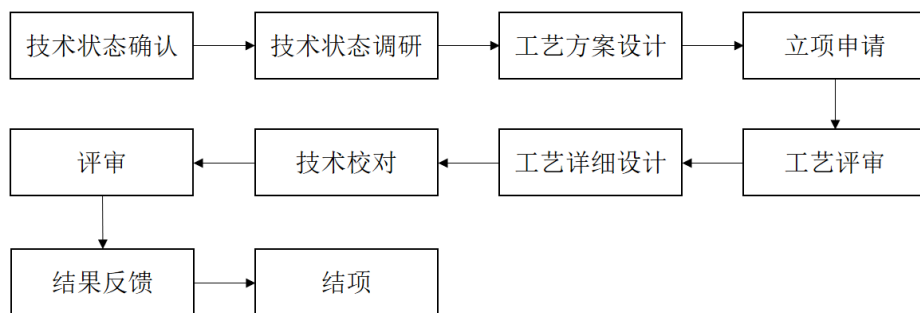 技术状态确认
技术状态调研
工艺方案设计
立项申请
工艺评审
工艺详细设计
技术校对
评审
结果反馈
结项